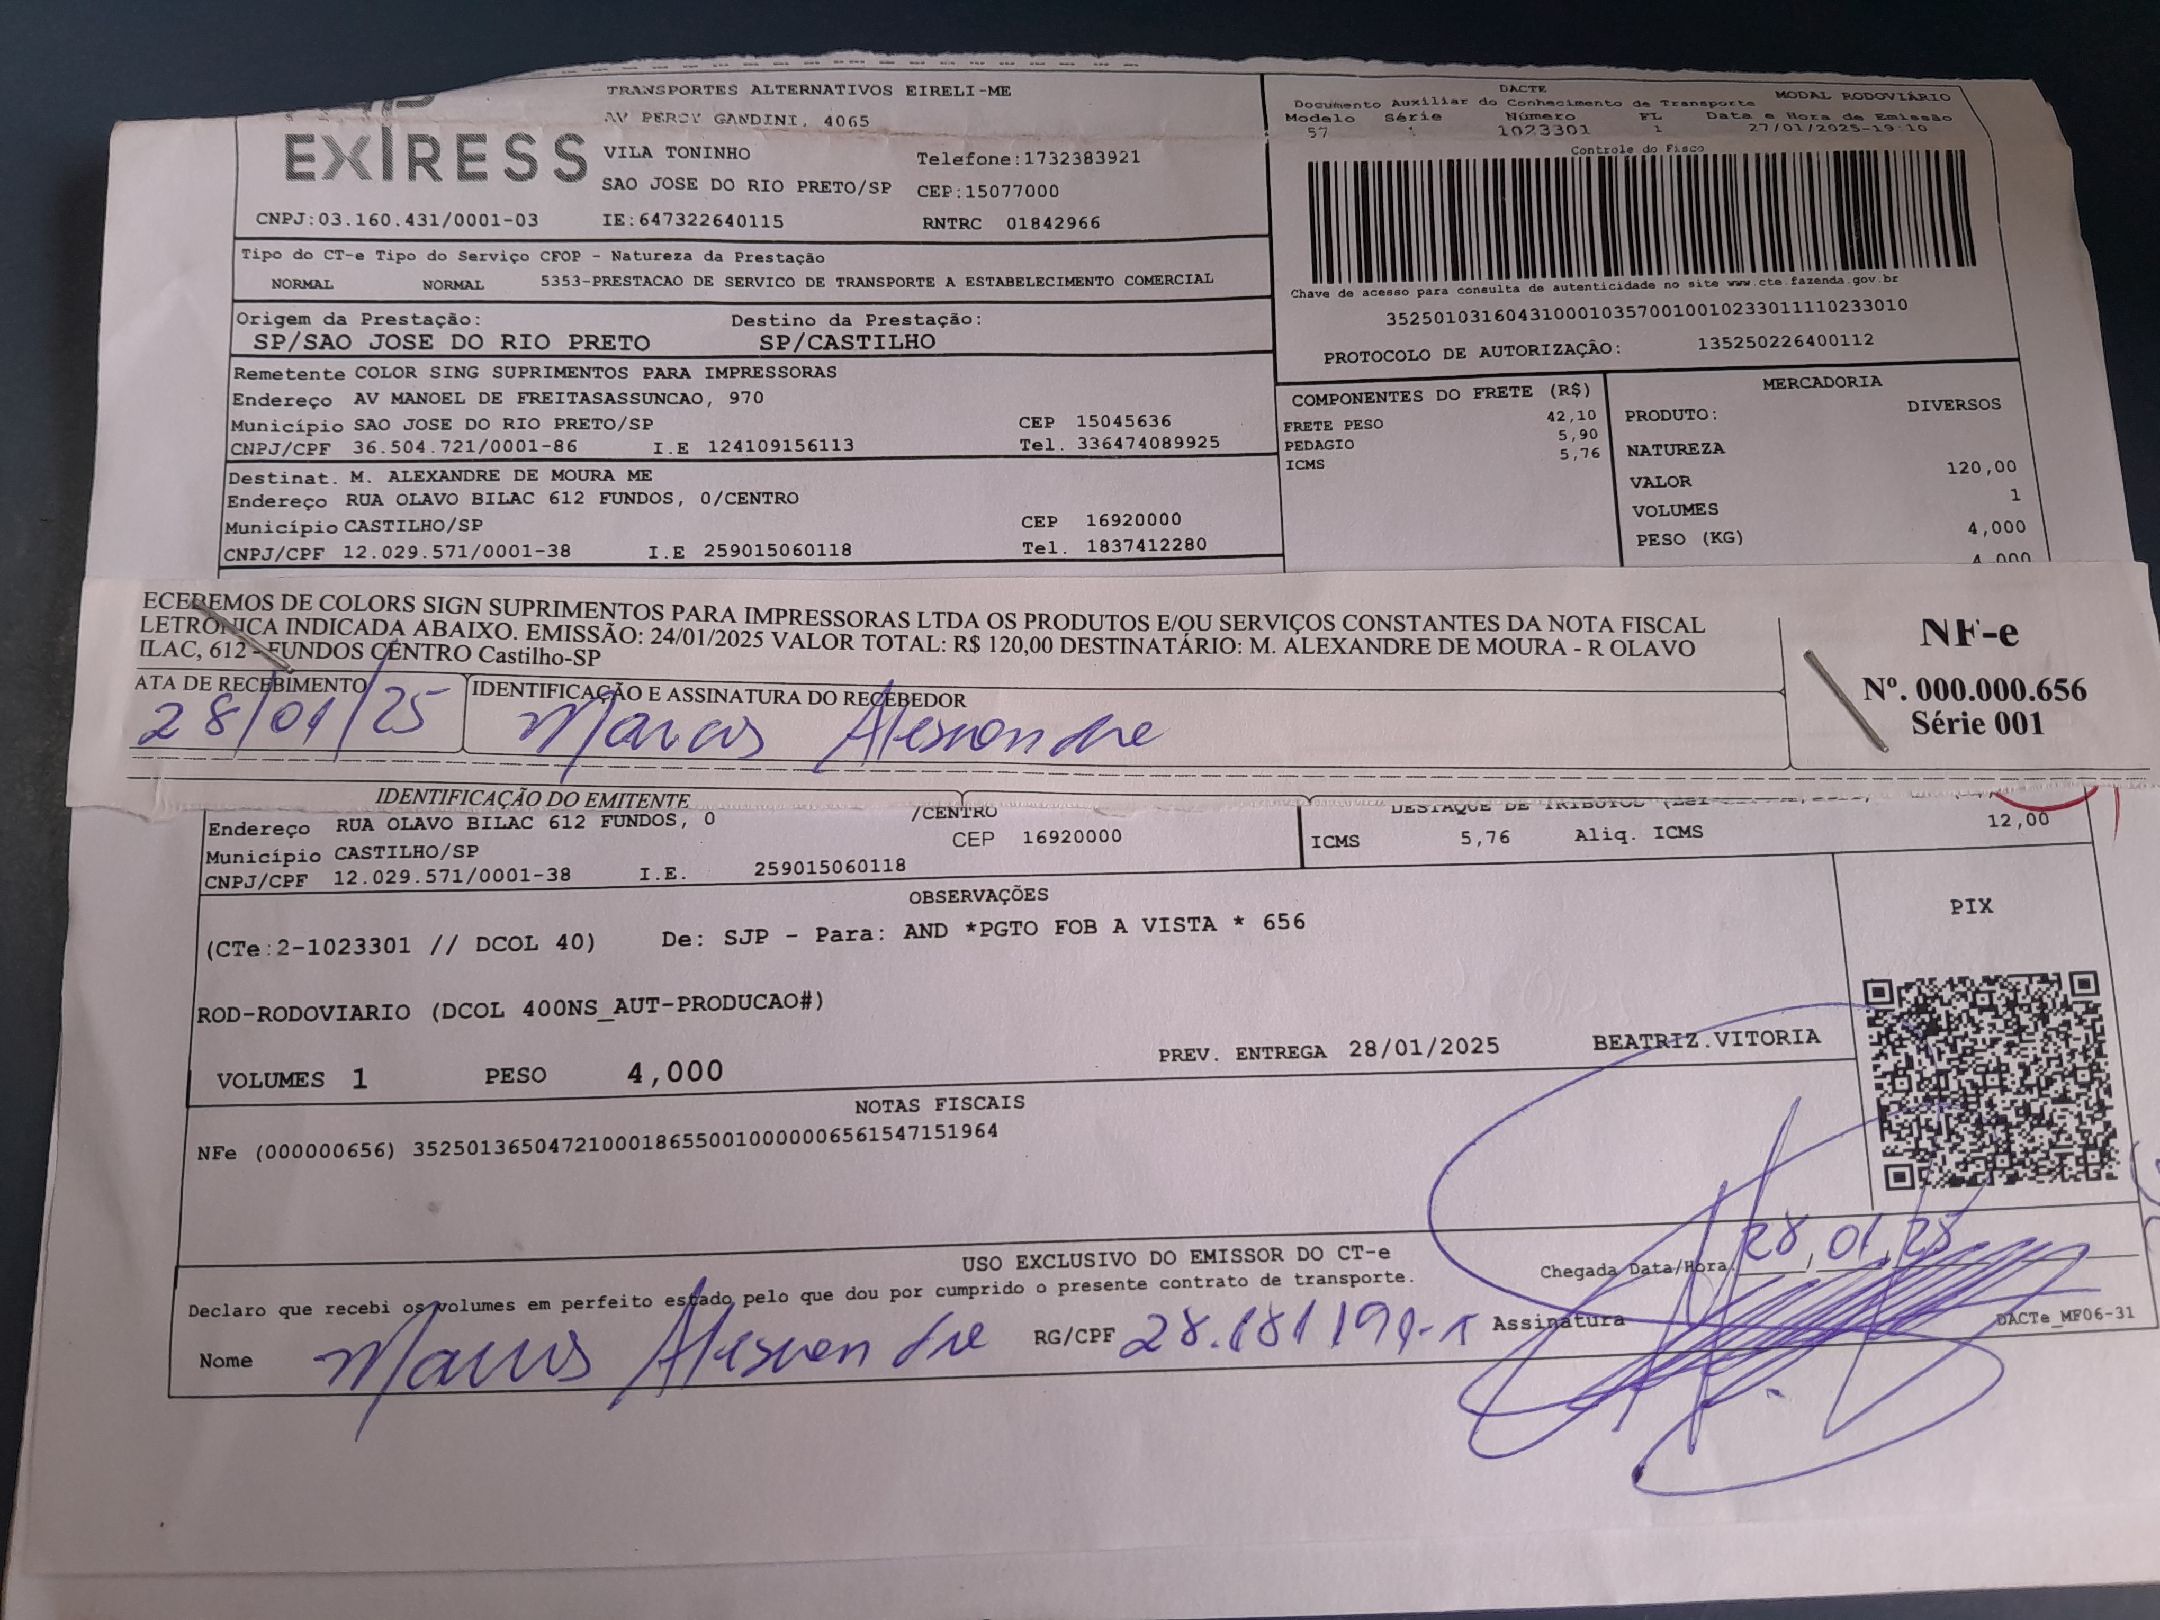 TRANSPORTES ALTERNATIVOS EIRELI-ME
AV PERCY GANDINI, 4065
EXIRESS
VILA TONINHO
Telefone:1732383921
SAO JOSE DO RIO PRETO/SP CEP:15077000
CNPJ:03.160.431/0001-03 IE:647322640115 RNTRC 01842966
DACTE
Documento Auxiliar do Conhecimento de Transporte MODAL RODOVIÁRIO
Modelo Série Número FL Data e Hora de Emissão
57 1 1023301 1 27/01/2025-19:10
Controle do Fisco
Chave de acesso para consulta de autenticidade no site www.cte.fazenda.gov.br
35250103160431000103570010010233011110233010
PROTOCOLO DE AUTORIZAÇÃO: 135250226400112
Tipo do CT-e Tipo do Serviço CFOP - Natureza da Prestação
NORMAL NORMAL 5353-PRESTACAO DE SERVICO DE TRANSPORTE A ESTABELECIMENTO COMERCIAL
Origem da Prestação: Destino da Prestação:
SP/SAO JOSE DO RIO PRETO SP/CASTILHO
Remetente COLOR SING SUPRIMENTOS PARA IMPRESSORAS
Endereço AV MANOEL DE FREITASASSUNCAO, 970
Município SAO JOSE DO RIO PRETO/SP CEP 15045636
CNPJ/CPF 36.504.721/0001-86 I.E 124109156113 Tel. 336474089925
Destinat. M. ALEXANDRE DE MOURA ME
Endereço RUA OLAVO BILAC 612 FUNDOS, 0/CENTRO
Município CASTILHO/SP CEP 16920000
CNPJ/CPF 12.029.571/0001-38 I.E 259015060118 Tel. 1837412280
COMPONENTES DO FRETE (R$)
FRETE PESO 42,10
PEDAGIO 5,90
ICMS 5,76
MERCADORIA
PRODUTO: DIVERSOS
NATUREZA
VALOR 120,00
VOLUMES 1
PESO (KG) 4,000
4,000
ECEBEMOS DE COLORS SIGN SUPRIMENTOS PARA IMPRESSORAS LTDA OS PRODUTOS E/OU SERVIÇOS CONSTANTES DA NOTA FISCAL
LETRÔNICA INDICADA ABAIXO. EMISSÃO: 24/01/2025 VALOR TOTAL: R$ 120,00 DESTINATÁRIO: M. ALEXANDRE DE MOURA - R OLAVO
ILAC, 612 - FUNDOS CENTRO Castilho-SP
ATA DE RECEBIMENTO IDENTIFICAÇÃO E ASSINATURA DO RECEBEDOR
28/01/25 Marcos Alessandre
NF-e
Nº. 000.000.656
Série 001
IDENTIFICAÇÃO DO EMITENTE
Endereço RUA OLAVO BILAC 612 FUNDOS, 0 /CENTRO
Município CASTILHO/SP CEP 16920000
CNPJ/CPF 12.029.571/0001-38 I.E. 259015060118
DESTAQUE DE TRIBUTOS
ICMS 5,76 Aliq. ICMS 12,00
OBSERVAÇÕES
(CTe:2-1023301 // DCOL 40) De: SJP - Para: AND *PGTO FOB A VISTA * 656
ROD-RODOVIARIO (DCOL 400NS_AUT-PRODUCAO#)
VOLUMES 1 PESO 4,000 PREV. ENTREGA 28/01/2025 BEATRIZ.VITORIA
PIX
NOTAS FISCAIS
NFe (000000656) 35250136504721000186550010000006561547151964
USO EXCLUSIVO DO EMISSOR DO CT-e
Declaro que recebi os volumes em perfeito estado pelo que dou por cumprido o presente contrato de transporte.
Chegada Data/Hora. 28,01,25
Nome Marcos Alessandre RG/CPF 28.181191-1 Assinatura
DACTe_MF06-31